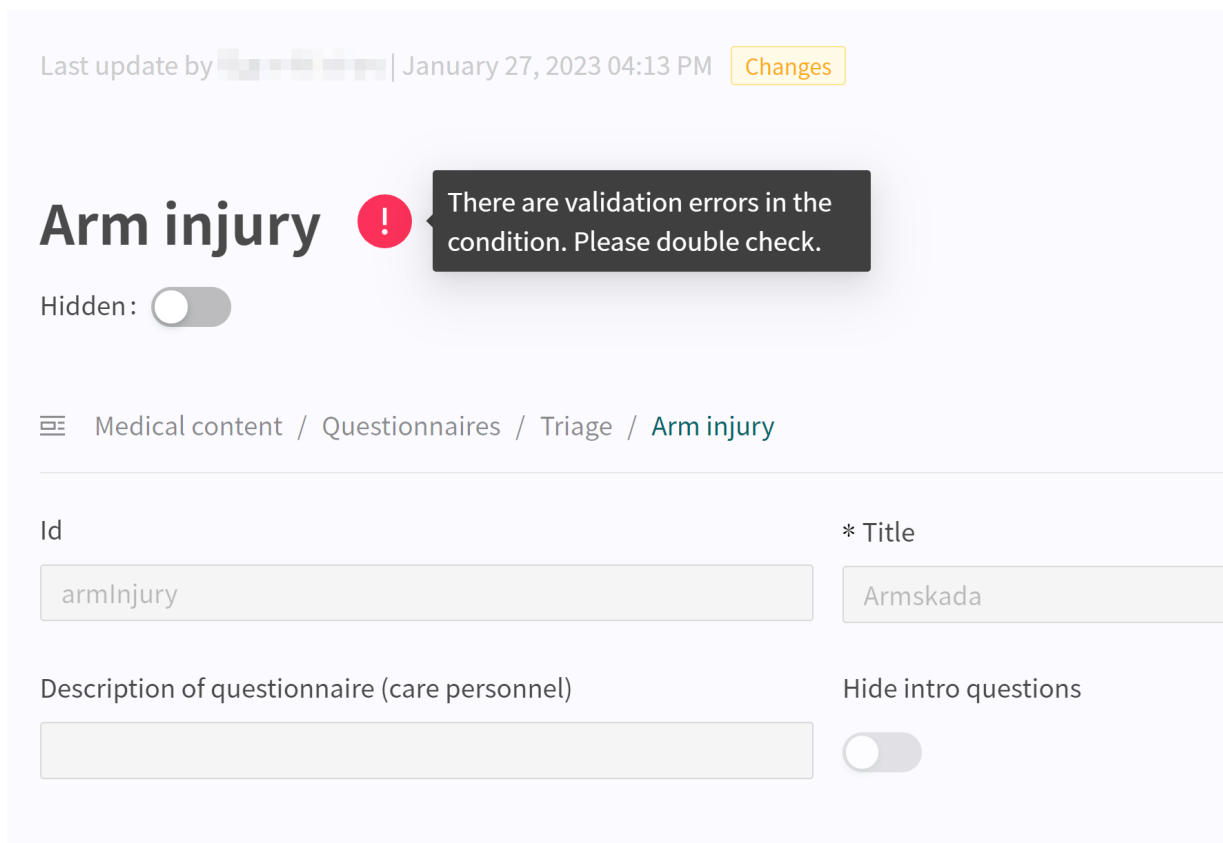 Last update by | January 27, 2023 04:13 PM Changes
Arm injury ! There are validation errors in the
condition. Please double check.
Hidden:
Medical content / Questionnaires / Triage / Arm injury
Id
* Title
armInjury
Armskada
Description of questionnaire (care personnel)
Hide intro questions